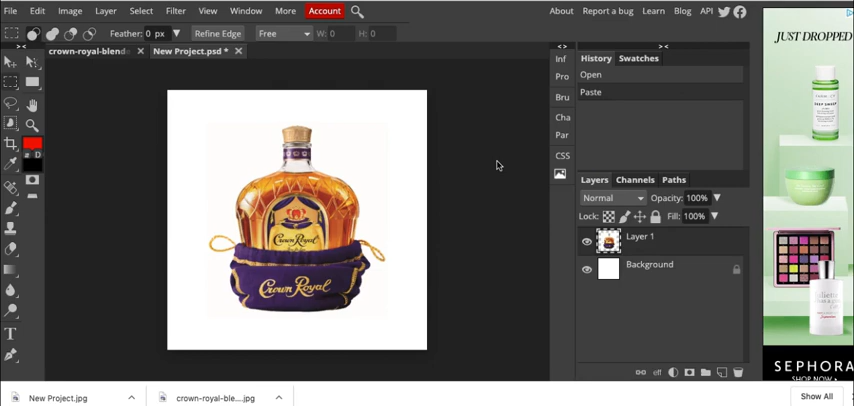 File Edit Image Layer Select Filter View Window More Account About Report a bug Learn Blog API
Feather: 0 px Refine Edge Free W: 0 H: 0
crown-royal-blend New Project.psd *
> < < > > <
Inf
Pro
Bru
Cha
Par
CSS
History Swatches
Open
Paste
Layers Channels Paths
Normal Opacity: 100%
Lock: Fill: 100%
Layer 1
Background
eff
a D
T
Crown Royal
Crown Royal
JUST DROPPED
SEPHORA
SHOP NOW
New Project.jpg crown-royal-ble....jpg Show All